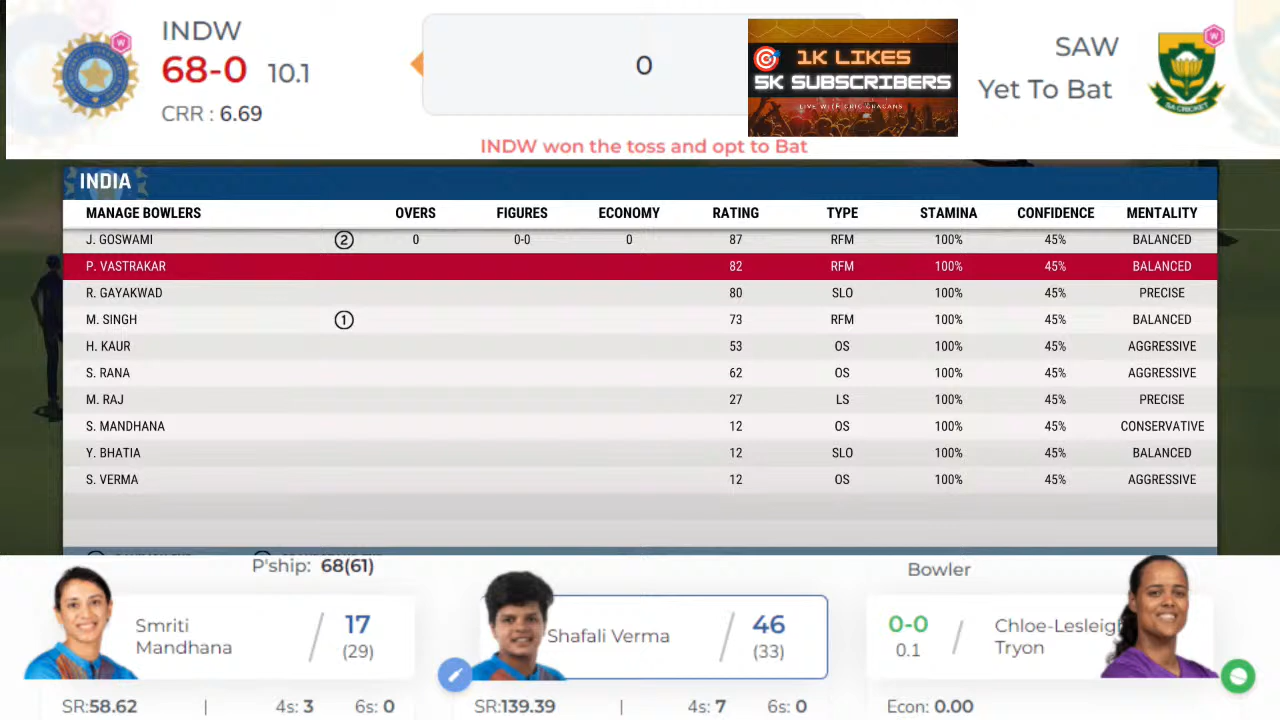 INDW
68-0 10.1
CRR : 6.69
0
1K LIKES
5K SUBSCRIBERS
LIVE WITH CRIC DRAGANS
SAW
Yet To Bat
INDW won the toss and opt to Bat
INDIA
MANAGE BOWLERS OVERS FIGURES ECONOMY RATING TYPE STAMINA CONFIDENCE MENTALITY
J. GOSWAMI 2 0 0-0 0 87 RFM 100% 45% BALANCED
P. VASTRAKAR 82 RFM 100% 45% BALANCED
R. GAYAKWAD 80 SLO 100% 45% PRECISE
M. SINGH 1 73 RFM 100% 45% BALANCED
H. KAUR 53 OS 100% 45% AGGRESSIVE
S. RANA 62 OS 100% 45% AGGRESSIVE
M. RAJ 27 LS 100% 45% PRECISE
S. MANDHANA 12 OS 100% 45% CONSERVATIVE
Y. BHATIA 12 SLO 100% 45% BALANCED
S. VERMA 12 OS 100% 45% AGGRESSIVE
P'ship: 68(61)
Smriti Mandhana / 17 (29)
SR:58.62 | 4s: 3 6s: 0
Shafali Verma / 46 (33)
SR:139.39 | 4s: 7 6s: 0
Bowler
0-0 0.1 / Chloe-Lesleig Tryon
Econ: 0.00